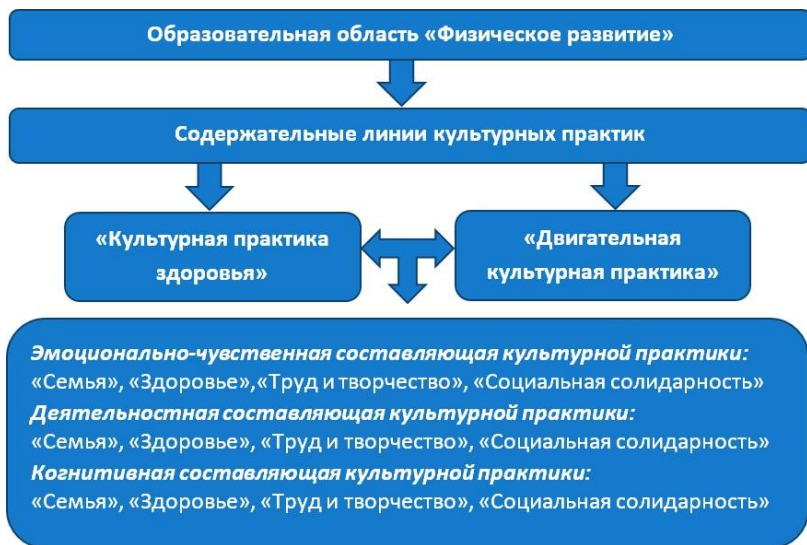 Образовательная область «Физическое развитие»
Содержательные линии культурных практик
«Культурная практика
здоровья»
«Двигательная
культурная практика»
Эмоционально-чувственная составляющая культурной практики:
«Семья», «Здоровье»,«Труд и творчество», «Социальная солидарность»
Деятельностная составляющая культурной практики:
«Семья», «Здоровье», «Труд и творчество», «Социальная солидарность»
Когнитивная составляющая культурной практики:
«Семья», «Здоровье», «Труд и творчество», «Социальная солидарность»